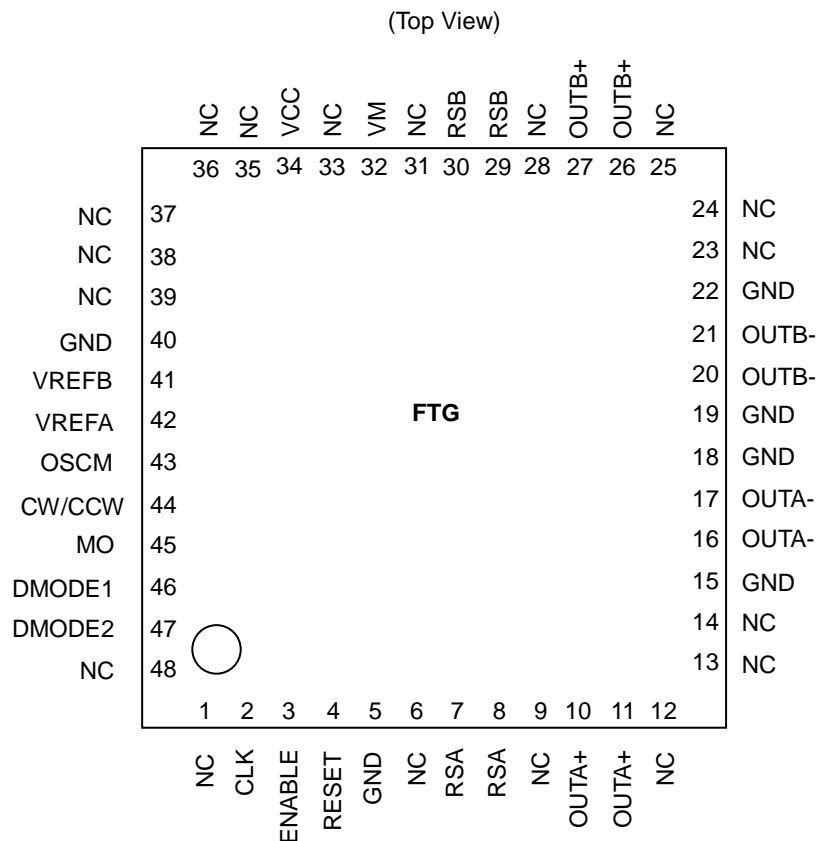 (Top View)
NC NC VCC NC VM NC RSB RSB NC OUTB+ OUTB+ NC
36 35 34 33 32 31 30 29 28 27 26 25
NC 37 24 NC
NC 38 23 NC
NC 39 22 GND
GND 40 21 OUTB-
VREFB 41 20 OUTB-
VREFA 42 FTG 19 GND
OSCM 43 18 GND
CW/CCW 44 17 OUTA-
MO 45 16 OUTA-
DMODE1 46 15 GND
DMODE2 47 14 NC
NC 48 13 NC
1 2 3 4 5 6 7 8 9 10 11 12
NC CLK ENABLE RESET GND NC RSA RSA NC OUTA+ OUTA+ NC